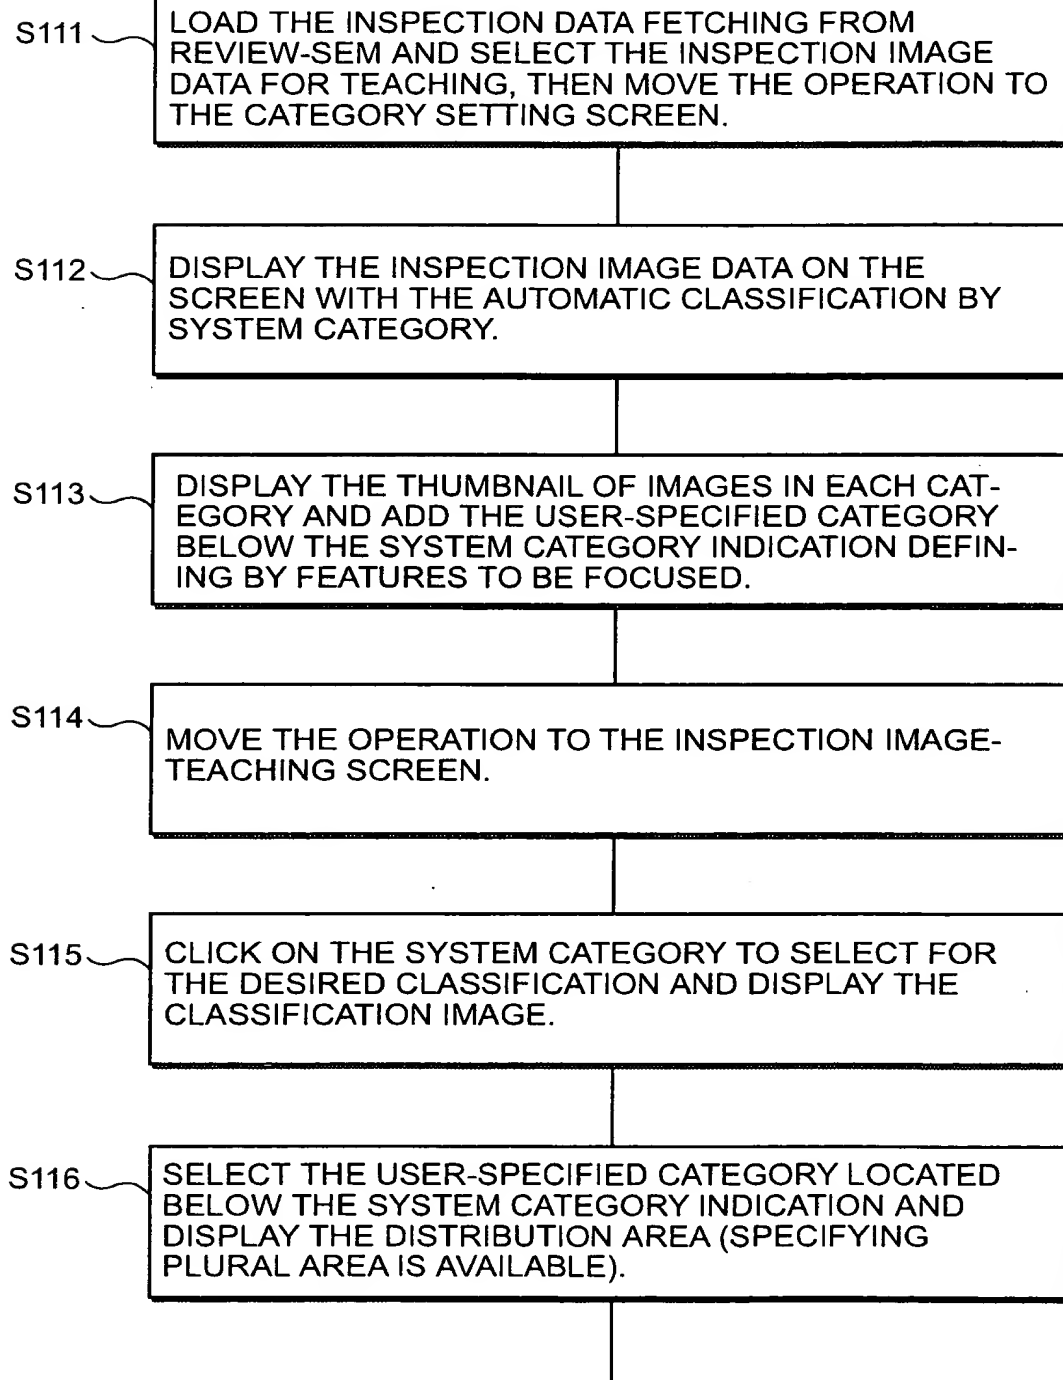 S111
LOAD THE INSPECTION DATA FETCHING FROM
REVIEW-SEM AND SELECT THE INSPECTION IMAGE
DATA FOR TEACHING, THEN MOVE THE OPERATION TO
THE CATEGORY SETTING SCREEN.
S112
DISPLAY THE INSPECTION IMAGE DATA ON THE
SCREEN WITH THE AUTOMATIC CLASSIFICATION BY
SYSTEM CATEGORY.
S113
DISPLAY THE THUMBNAIL OF IMAGES IN EACH CAT-
EGORY AND ADD THE USER-SPECIFIED CATEGORY
BELOW THE SYSTEM CATEGORY INDICATION DEFIN-
ING BY FEATURES TO BE FOCUSED.
S114
MOVE THE OPERATION TO THE INSPECTION IMAGE-
TEACHING SCREEN.
S115
CLICK ON THE SYSTEM CATEGORY TO SELECT FOR
THE DESIRED CLASSIFICATION AND DISPLAY THE
CLASSIFICATION IMAGE.
S116
SELECT THE USER-SPECIFIED CATEGORY LOCATED
BELOW THE SYSTEM CATEGORY INDICATION AND
DISPLAY THE DISTRIBUTION AREA (SPECIFYING
PLURAL AREA IS AVAILABLE).